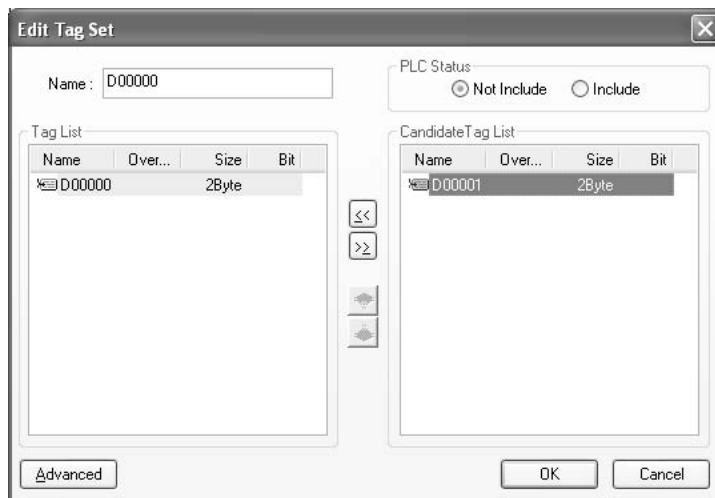 Edit Tag Set
Name : D00000
PLC Status
Not Include Include
Tag List
Name Over... Size Bit
D00000 2Byte
<<
>>
CandidateTag List
Name Over... Size Bit
D00001 2Byte
Advanced
OK Cancel